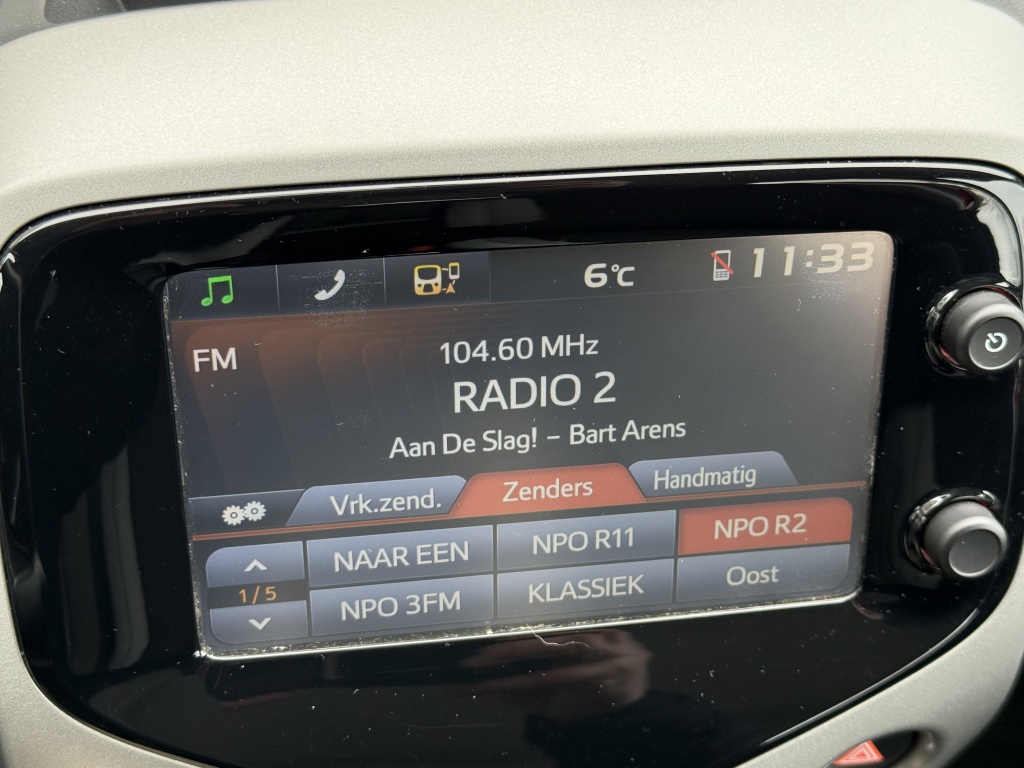 6°C 11:33
FM
104.60 MHz
RADIO 2
Aan De Slag! – Bart Arens
Vrk.zend. Zenders Handmatig
NAAR EEN NPO R11 NPO R2
1/5
NPO 3FM KLASSIEK Oost